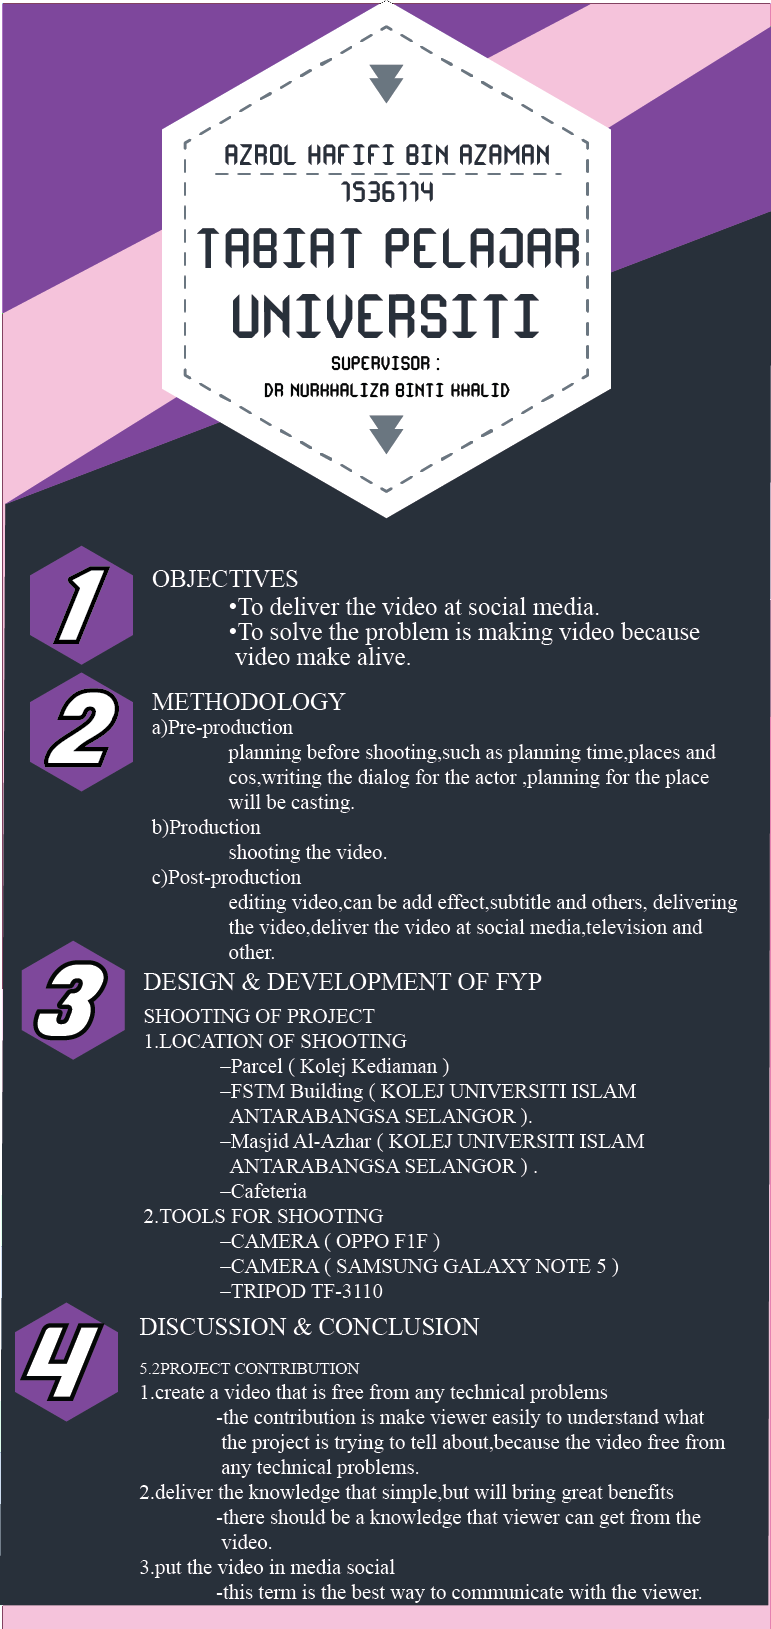 AZROL HAFIFI BIN AZAMAN
1536114
TABIAT PELAJAR
UNIVERSITI
SUPERVISOR :
DR NURKHALIZA BINTI KHALID
1
OBJECTIVES
•To deliver the video at social media.
•To solve the problem is making video because
video make alive.
2
METHODOLOGY
a)Pre-production
planning before shooting,such as planning time,places and
cos,writing the dialog for the actor ,planning for the place
will be casting.
b)Production
shooting the video.
c)Post-production
editing video,can be add effect,subtitle and others, delivering
the video,deliver the video at social media,television and
other.
3
DESIGN & DEVELOPMENT OF FYP
SHOOTING OF PROJECT
1.LOCATION OF SHOOTING
–Parcel ( Kolej Kediaman )
–FSTM Building ( KOLEJ UNIVERSITI ISLAM
ANTARABANGSA SELANGOR ).
–Masjid Al-Azhar ( KOLEJ UNIVERSITI ISLAM
ANTARABANGSA SELANGOR ) .
–Cafeteria
2.TOOLS FOR SHOOTING
–CAMERA ( OPPO F1F )
–CAMERA ( SAMSUNG GALAXY NOTE 5 )
–TRIPOD TF-3110
4
DISCUSSION & CONCLUSION
5.2PROJECT CONTRIBUTION
1.create a video that is free from any technical problems
-the contribution is make viewer easily to understand what
the project is trying to tell about,because the video free from
any technical problems.
2.deliver the knowledge that simple,but will bring great benefits
-there should be a knowledge that viewer can get from the
video.
3.put the video in media social
-this term is the best way to communicate with the viewer.